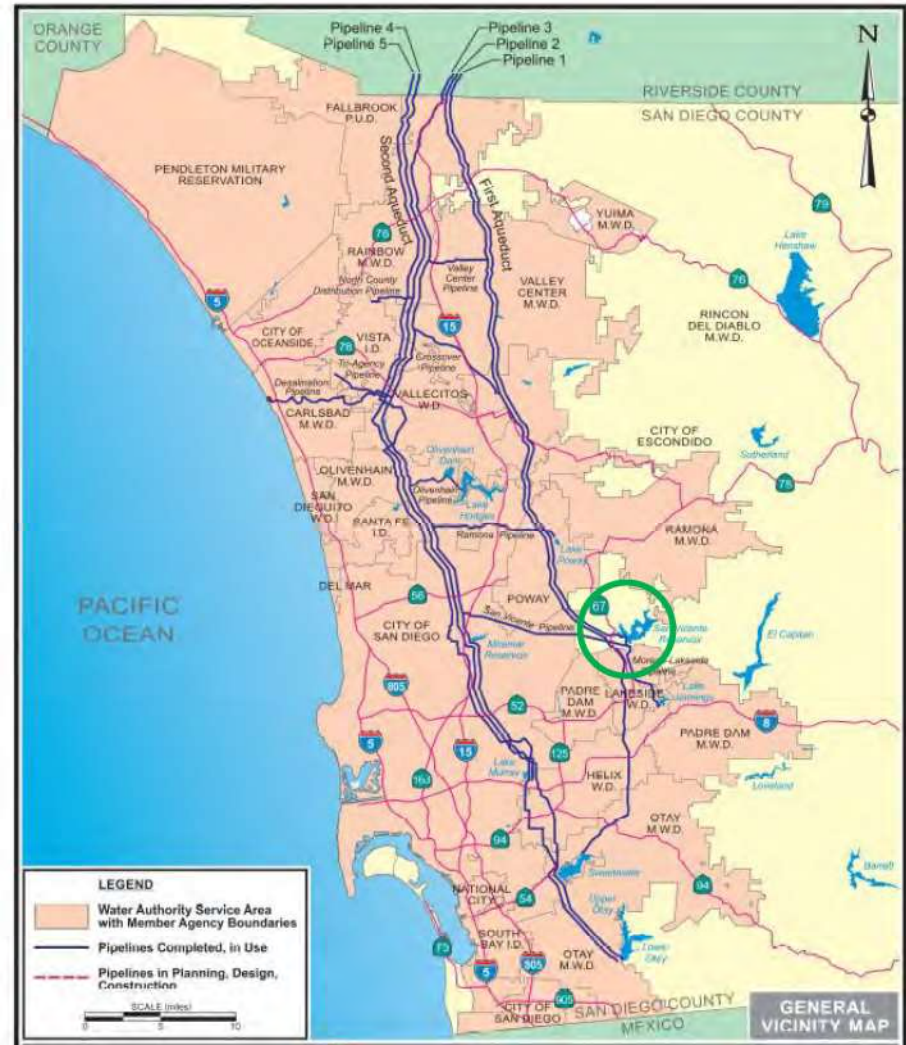 ORANGE
COUNTY
Pipeline 4
Pipeline 5
Pipeline 3
Pipeline 2
Pipeline 1
N
RIVERSIDE COUNTY
SAN DIEGO COUNTY
FALLBROOK
P.U.D.
Second Aqueduct
First Aqueduct
PENDLETON MILITARY
RESERVATION
YUIMA
M.W.D.
79
Lake
Henshaw
76
RAINBOW
M.W.D.
Valley
Center
Pipeline
VALLEY
CENTER
M.W.D.
76
North County
Distribution Pipeline
5
15
RINCON
DEL DIABLO
M.W.D.
CITY OF
OCEANSIDE
VISTA
I.D.
78
Tri-Agency
Pipeline
Crossover
Pipeline
Desalination
Pipeline
VALLECITOS
W.D.
CARLSBAD
M.W.D.
CITY OF
ESCONDIDO
Sutherland
Olivenhain
Dam
OLIVENHAIN
M.W.D.
Olivenhain
Pipeline
Lake
Hodges
78
SAN
DIEGUITO
W.D.
SANTA FE
I.D.
Ramona Pipeline
RAMONA
M.W.D.
Lake
Poway
DEL MAR
56
POWAY
67
PACIFIC
OCEAN
CITY OF
SAN DIEGO
San Vicente Pipeline
San Vicente
Reservoir
El Capitan
Miramar
Reservoir
805
PADRE
DAM
M.W.D.
LAKESIDE
W.D.
Lake
Jennings
52
8
5
15
125
PADRE DAM
M.W.D.
163
Lake
Murray
HELIX
W.D.
Loveland
OTAY
M.W.D.
94
Sweetwater
Barrett
94
NATIONAL
CITY
54
Upper
Otay
SOUTH
BAY I.D.
75
5
805
OTAY
M.W.D.
Lower
Otay
905
CITY OF
SAN DIEGO
SAN DIEGO COUNTY
MEXICO
LEGEND
Water Authority Service Area
with Member Agency Boundaries
Pipelines Completed, in Use
Pipelines in Planning, Design,
Construction
SCALE (miles)
0 5 10
GENERAL
VICINITY MAP